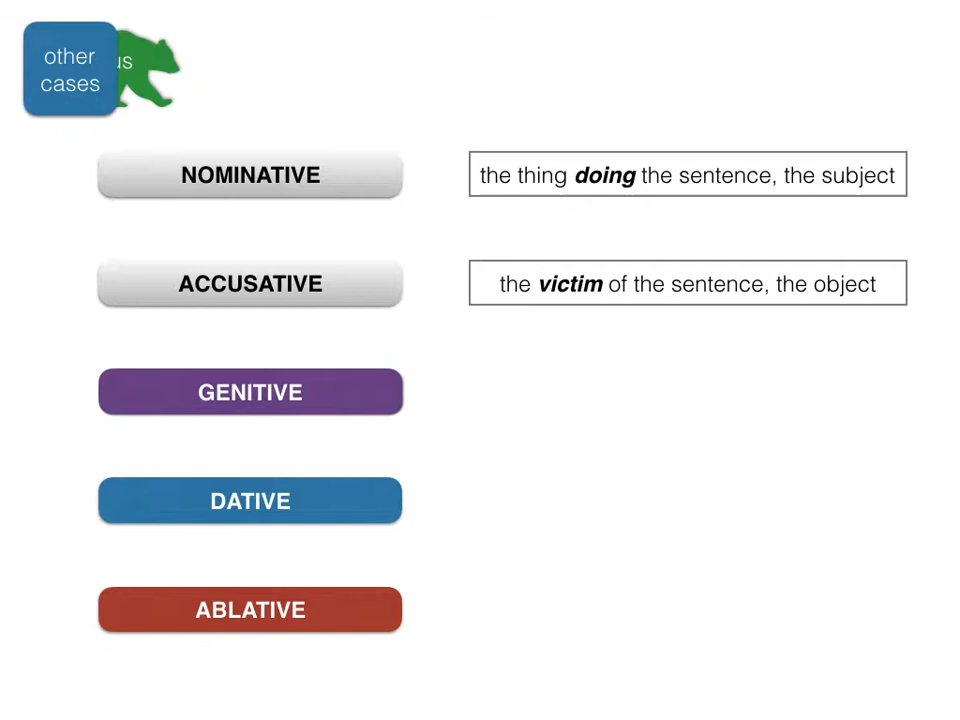 other
cases
us
NOMINATIVE
the thing doing the sentence, the subject
ACCUSATIVE
the victim of the sentence, the object
GENITIVE
DATIVE
ABLATIVE